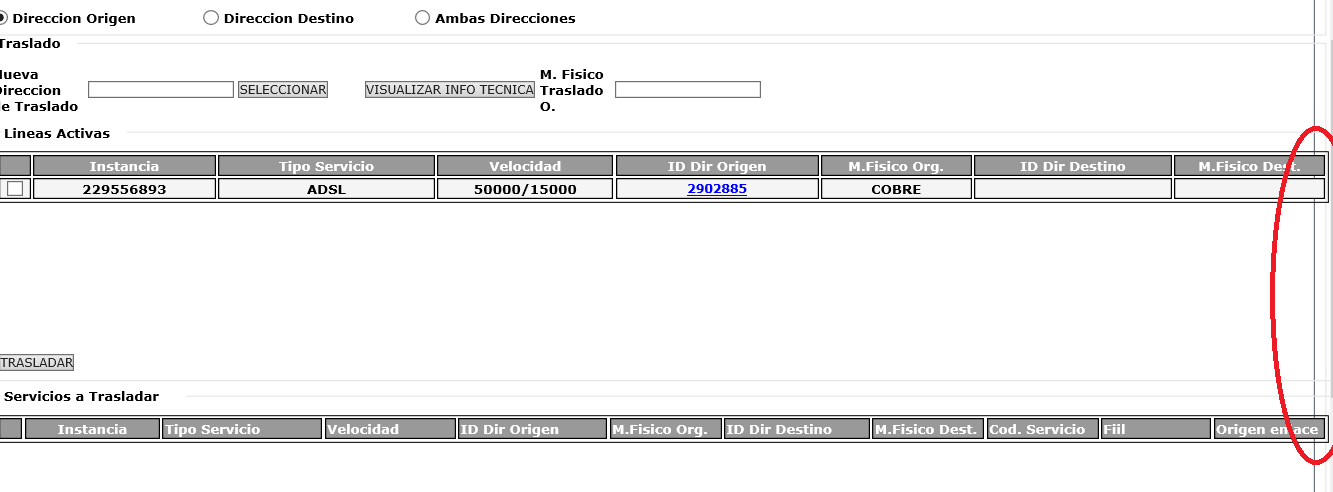 Direccion Origen Direccion Destino Ambas Direcciones
Traslado
Nueva Direccion de Traslado SELECCIONAR VISUALIZAR INFO TECNICA M. Fisico Traslado O.
Lineas Activas
Instancia Tipo Servicio Velocidad ID Dir Origen M.Fisico Org. ID Dir Destino M.Fisico Dest.
229556893 ADSL 50000/15000 2902885 COBRE
TRASLADAR
Servicios a Trasladar
Instancia Tipo Servicio Velocidad ID Dir Origen M.Fisico Org. ID Dir Destino M.Fisico Dest. Cod. Servicio Fiil Origen enlace